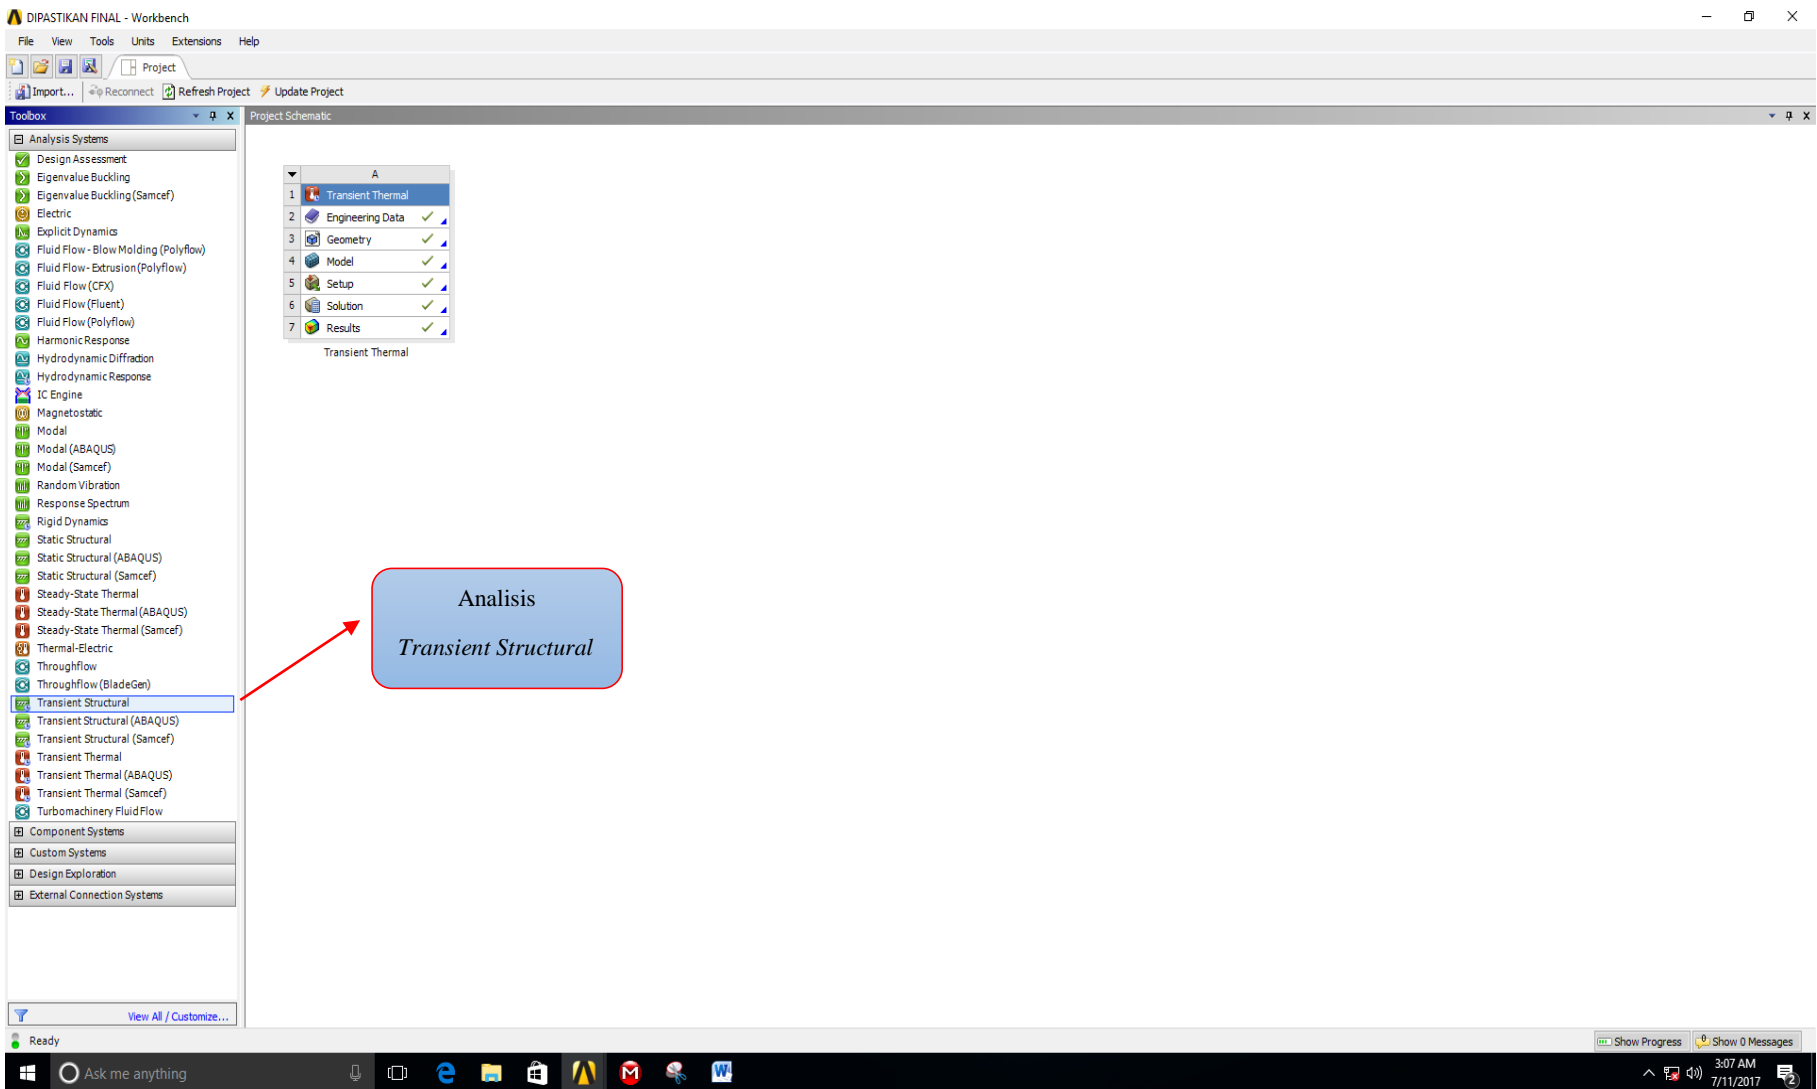 DIPASTIKAN FINAL - Workbench
File View Tools Units Extensions Help
Project
Import... Reconnect Refresh Project Update Project
Toolbox
Project Schematic
Analysis Systems
Design Assessment
Eigenvalue Buckling
Eigenvalue Buckling (Samcef)
Electric
Explicit Dynamics
Fluid Flow - Blow Molding (Polyflow)
Fluid Flow - Extrusion (Polyflow)
Fluid Flow (CFX)
Fluid Flow (Fluent)
Fluid Flow (Polyflow)
Harmonic Response
Hydrodynamic Diffraction
Hydrodynamic Response
IC Engine
Magnetostatic
Modal
Modal (ABAQUS)
Modal (Samcef)
Random Vibration
Response Spectrum
Rigid Dynamics
Static Structural
Static Structural (ABAQUS)
Static Structural (Samcef)
Steady-State Thermal
Steady-State Thermal (ABAQUS)
Steady-State Thermal (Samcef)
Thermal-Electric
Throughflow
Throughflow (BladeGen)
Transient Structural
Transient Structural (ABAQUS)
Transient Structural (Samcef)
Transient Thermal
Transient Thermal (ABAQUS)
Transient Thermal (Samcef)
Turbomachinery Fluid Flow
Component Systems
Custom Systems
Design Exploration
External Connection Systems
View All / Customize...
A
1 Transient Thermal
2 Engineering Data
3 Geometry
4 Model
5 Setup
6 Solution
7 Results
Transient Thermal
Analisis
Transient Structural
Ready
Show Progress
Show 0 Messages
Ask me anything
3:07 AM
7/11/2017
2